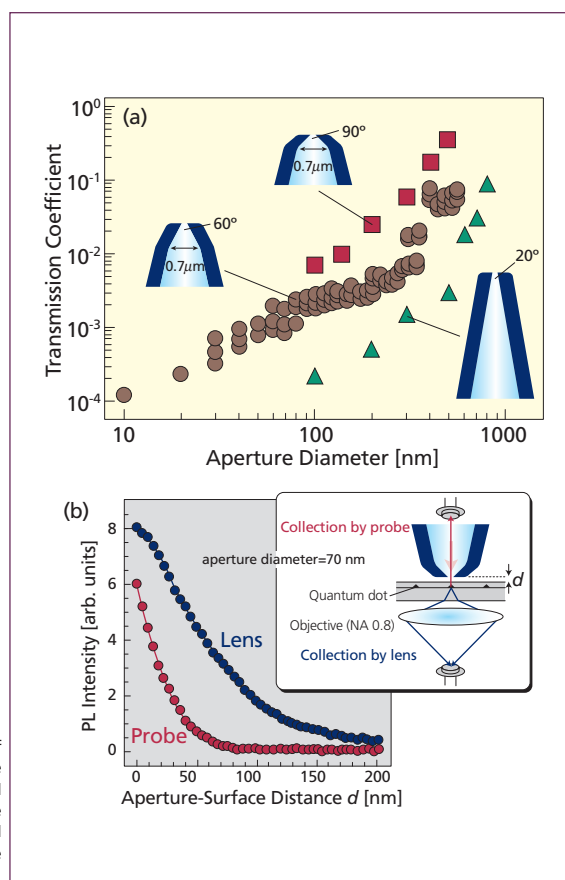 (a)
Transmission Coefficient
10⁰
10⁻¹
10⁻²
10⁻³
10⁻⁴
90º
0.7μm
60º
0.7μm
20º
10
100
1000
Aperture Diameter [nm]
(b)
PL Intensity [arb. units]
8
6
4
2
0
aperture diameter=70 nm
Lens
Probe
0
50
100
150
200
Aperture-Surface Distance d [nm]
Collection by probe
d
Quantum dot
Objective (NA 0.8)
Collection by lens